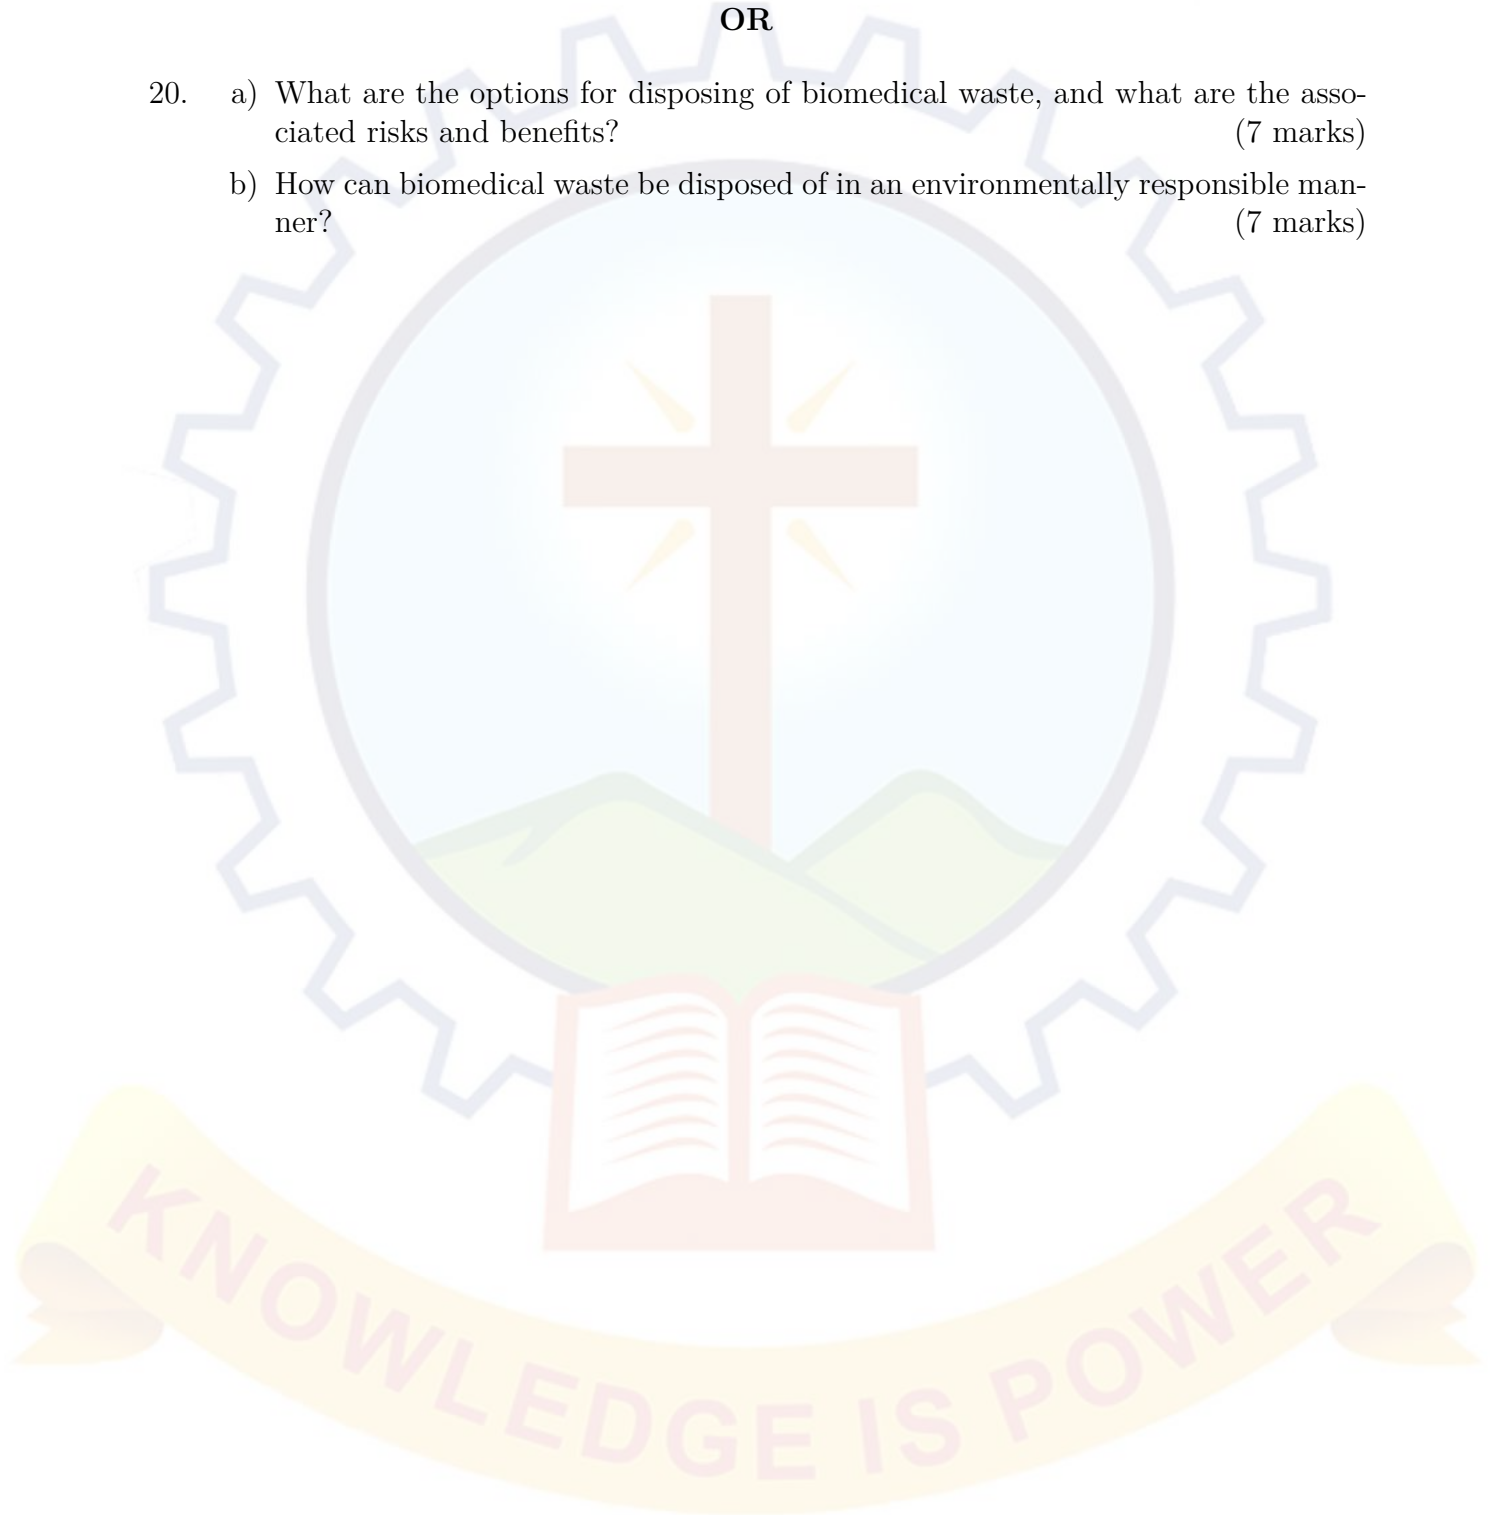 OR
20. a) What are the options for disposing of biomedical waste, and what are the asso-
ciated risks and benefits? (7 marks)
b) How can biomedical waste be disposed of in an environmentally responsible man-
ner? (7 marks)
KNOWLEDGE IS POWER